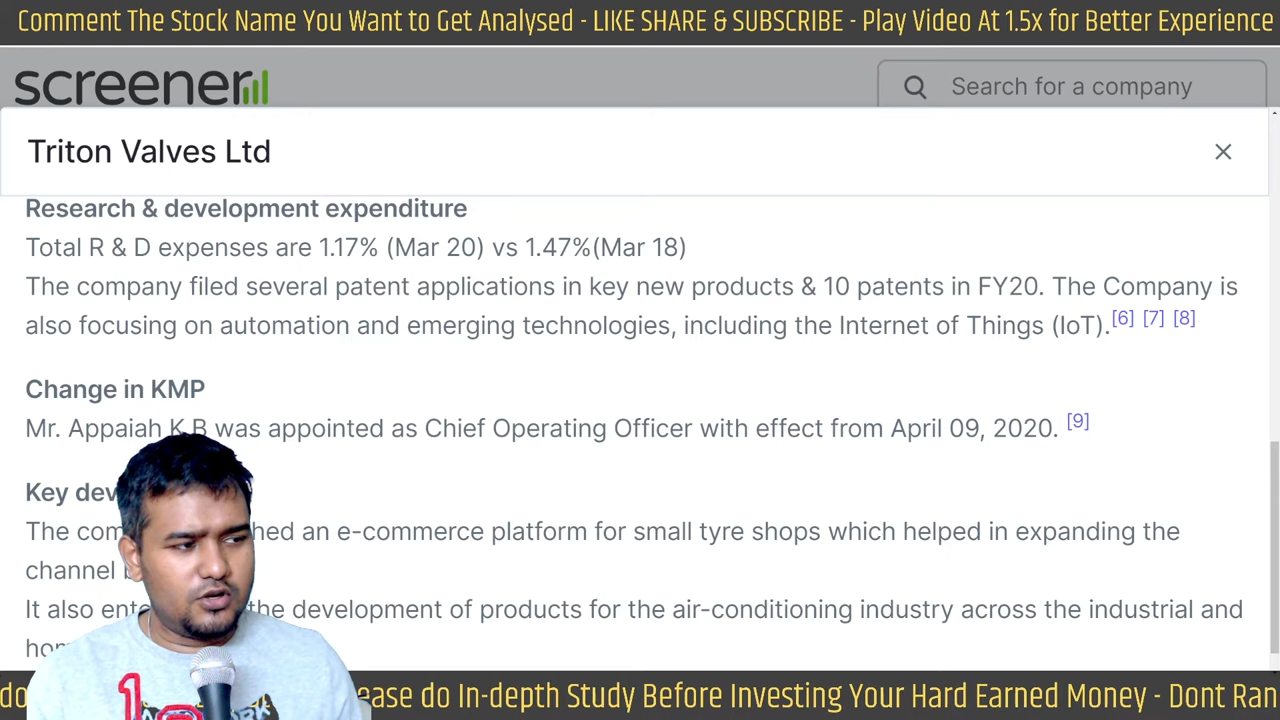 Comment The Stock Name You Want to Get Analysed - LIKE SHARE & SUBSCRIBE - Play Video At 1.5x for Better Experience
screener
Search for a company
Triton Valves Ltd
Research & development expenditure
Total R & D expenses are 1.17% (Mar 20) vs 1.47%(Mar 18)
The company filed several patent applications in key new products & 10 patents in FY20. The Company is
also focusing on automation and emerging technologies, including the Internet of Things (IoT).[6] [7] [8]
Change in KMP
Mr. Appaiah K B was appointed as Chief Operating Officer with effect from April 09, 2020. [9]
Key
The an e-commerce platform for small tyre shops which helped in expanding the
channel
It also the development of products for the air-conditioning industry across the industrial and
do In-depth Study Before Investing Your Hard Earned Money - Dont